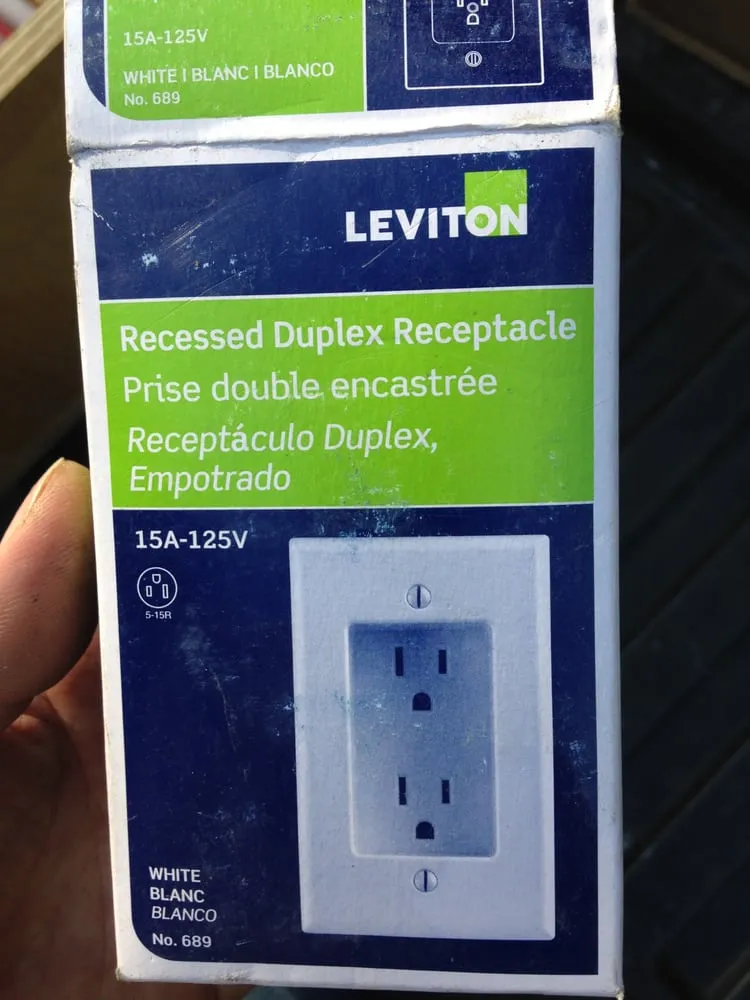 15A-125V
WHITE | BLANC | BLANCO
No. 689
LEVITON
Recessed Duplex Receptacle
Prise double encastrée
Receptáculo Duplex,
Empotrado
15A-125V
5-15R
WHITE
BLANC
BLANCO
No. 689